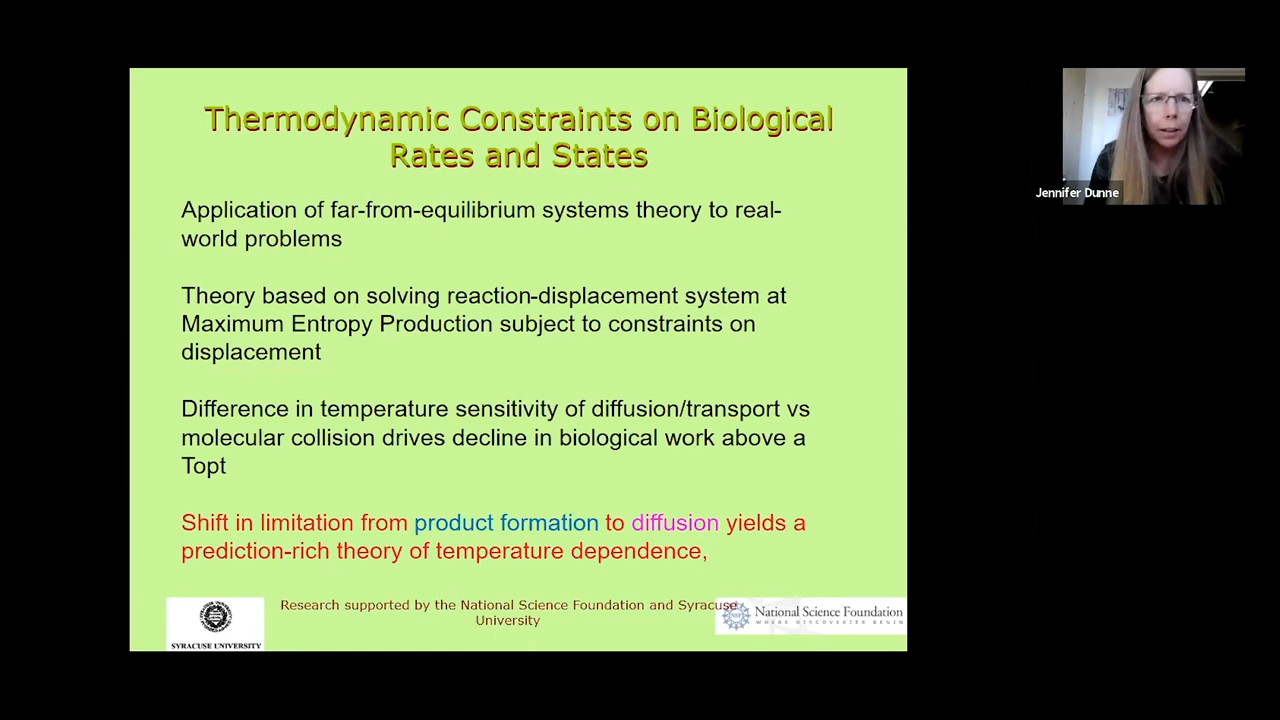 Thermodynamic Constraints on Biological
Rates and States
Application of far-from-equilibrium systems theory to real-
world problems
Theory based on solving reaction-displacement system at
Maximum Entropy Production subject to constraints on
displacement
Difference in temperature sensitivity of diffusion/transport vs
molecular collision drives decline in biological work above a
Topt
Shift in limitation from product formation to diffusion yields a
prediction-rich theory of temperature dependence,
Research supported by the National Science Foundation and Syracuse
University
SYRACUSE UNIVERSITY
National Science Foundation
WHERE DISCOVERIES BEGIN
Jennifer Dunne